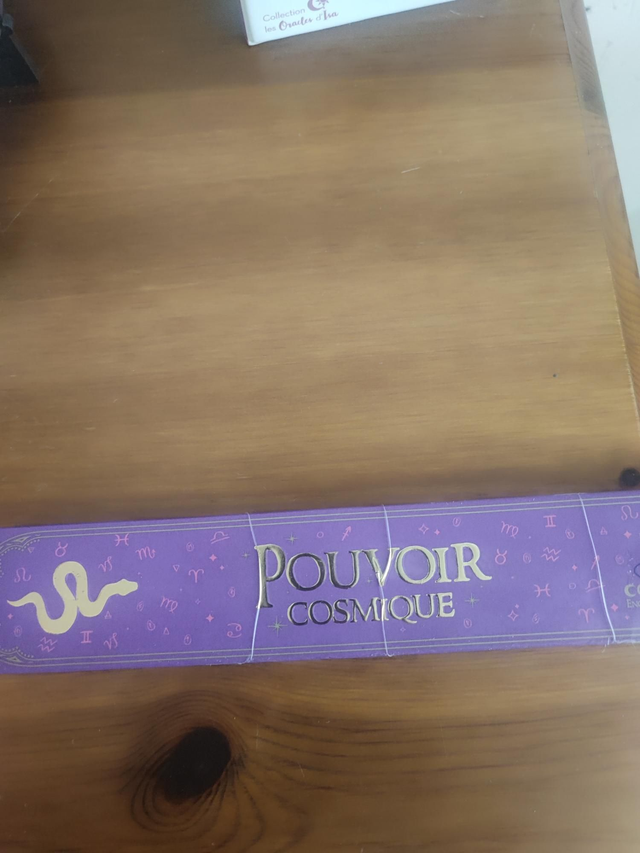 Collection
les Oracles d'Isa
POUVOIR
COSMIQUE